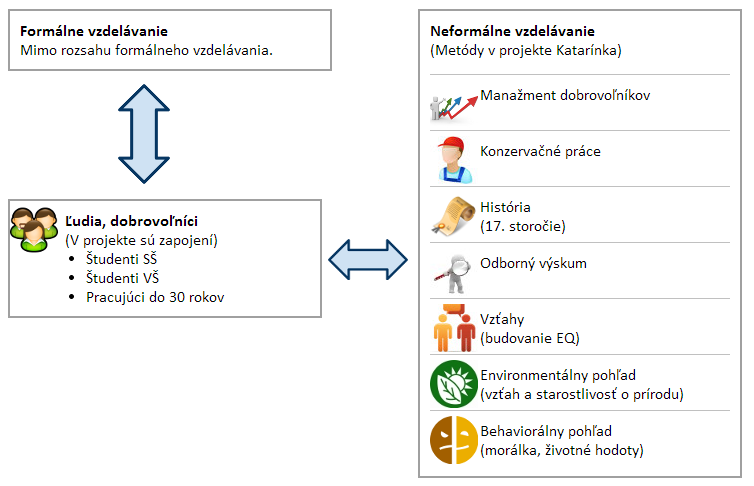 Formálne vzdelávanie
Mimo rozsahu formálneho vzdelávania.
Ľudia, dobrovoľníci
(V projekte sú zapojení)
• Študenti SŠ
• Študenti VŠ
• Pracujúci do 30 rokov
Neformálne vzdelávanie
(Metódy v projekte Katarínka)
Manažment dobrovoľníkov
Konzervačné práce
História
(17. storočie)
Odborný výskum
Vzťahy
(budovanie EQ)
Environmentálny pohľad
(vzťah a starostlivosť o prírodu)
Behaviorálny pohľad
(morálka, životné hodoty)